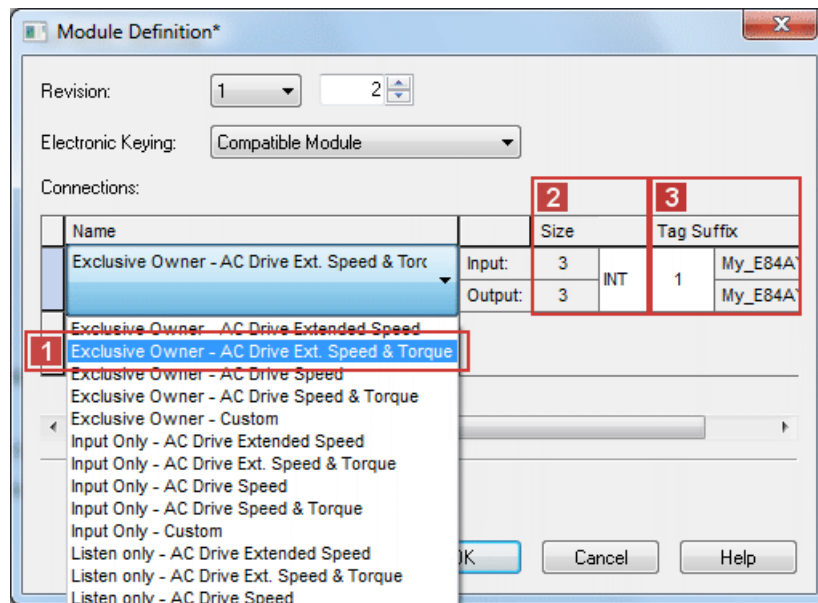 Module Definition*
Revision: 1 2
Electronic Keying: Compatible Module
Connections:
2 3
Name Size Tag Suffix
Exclusive Owner - AC Drive Ext. Speed & Torc Input: 3 INT 1 My_E84A
Output: 3 My_E84A
Exclusive Owner - AC Drive Extended Speed
1 Exclusive Owner - AC Drive Ext. Speed & Torque
Exclusive Owner - AC Drive Speed
Exclusive Owner - AC Drive Speed & Torque
Exclusive Owner - Custom
Input Only - AC Drive Extended Speed
Input Only - AC Drive Ext. Speed & Torque
Input Only - AC Drive Speed
Input Only - AC Drive Speed & Torque
Input Only - Custom
Listen only - AC Drive Extended Speed
Listen only - AC Drive Ext. Speed & Torque
Listen only - AC Drive Speed
Cancel Help